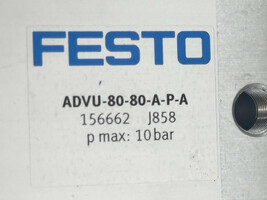 FESTO
ADVU-80-80-A-P-A
156662 J858
p max: 10 bar